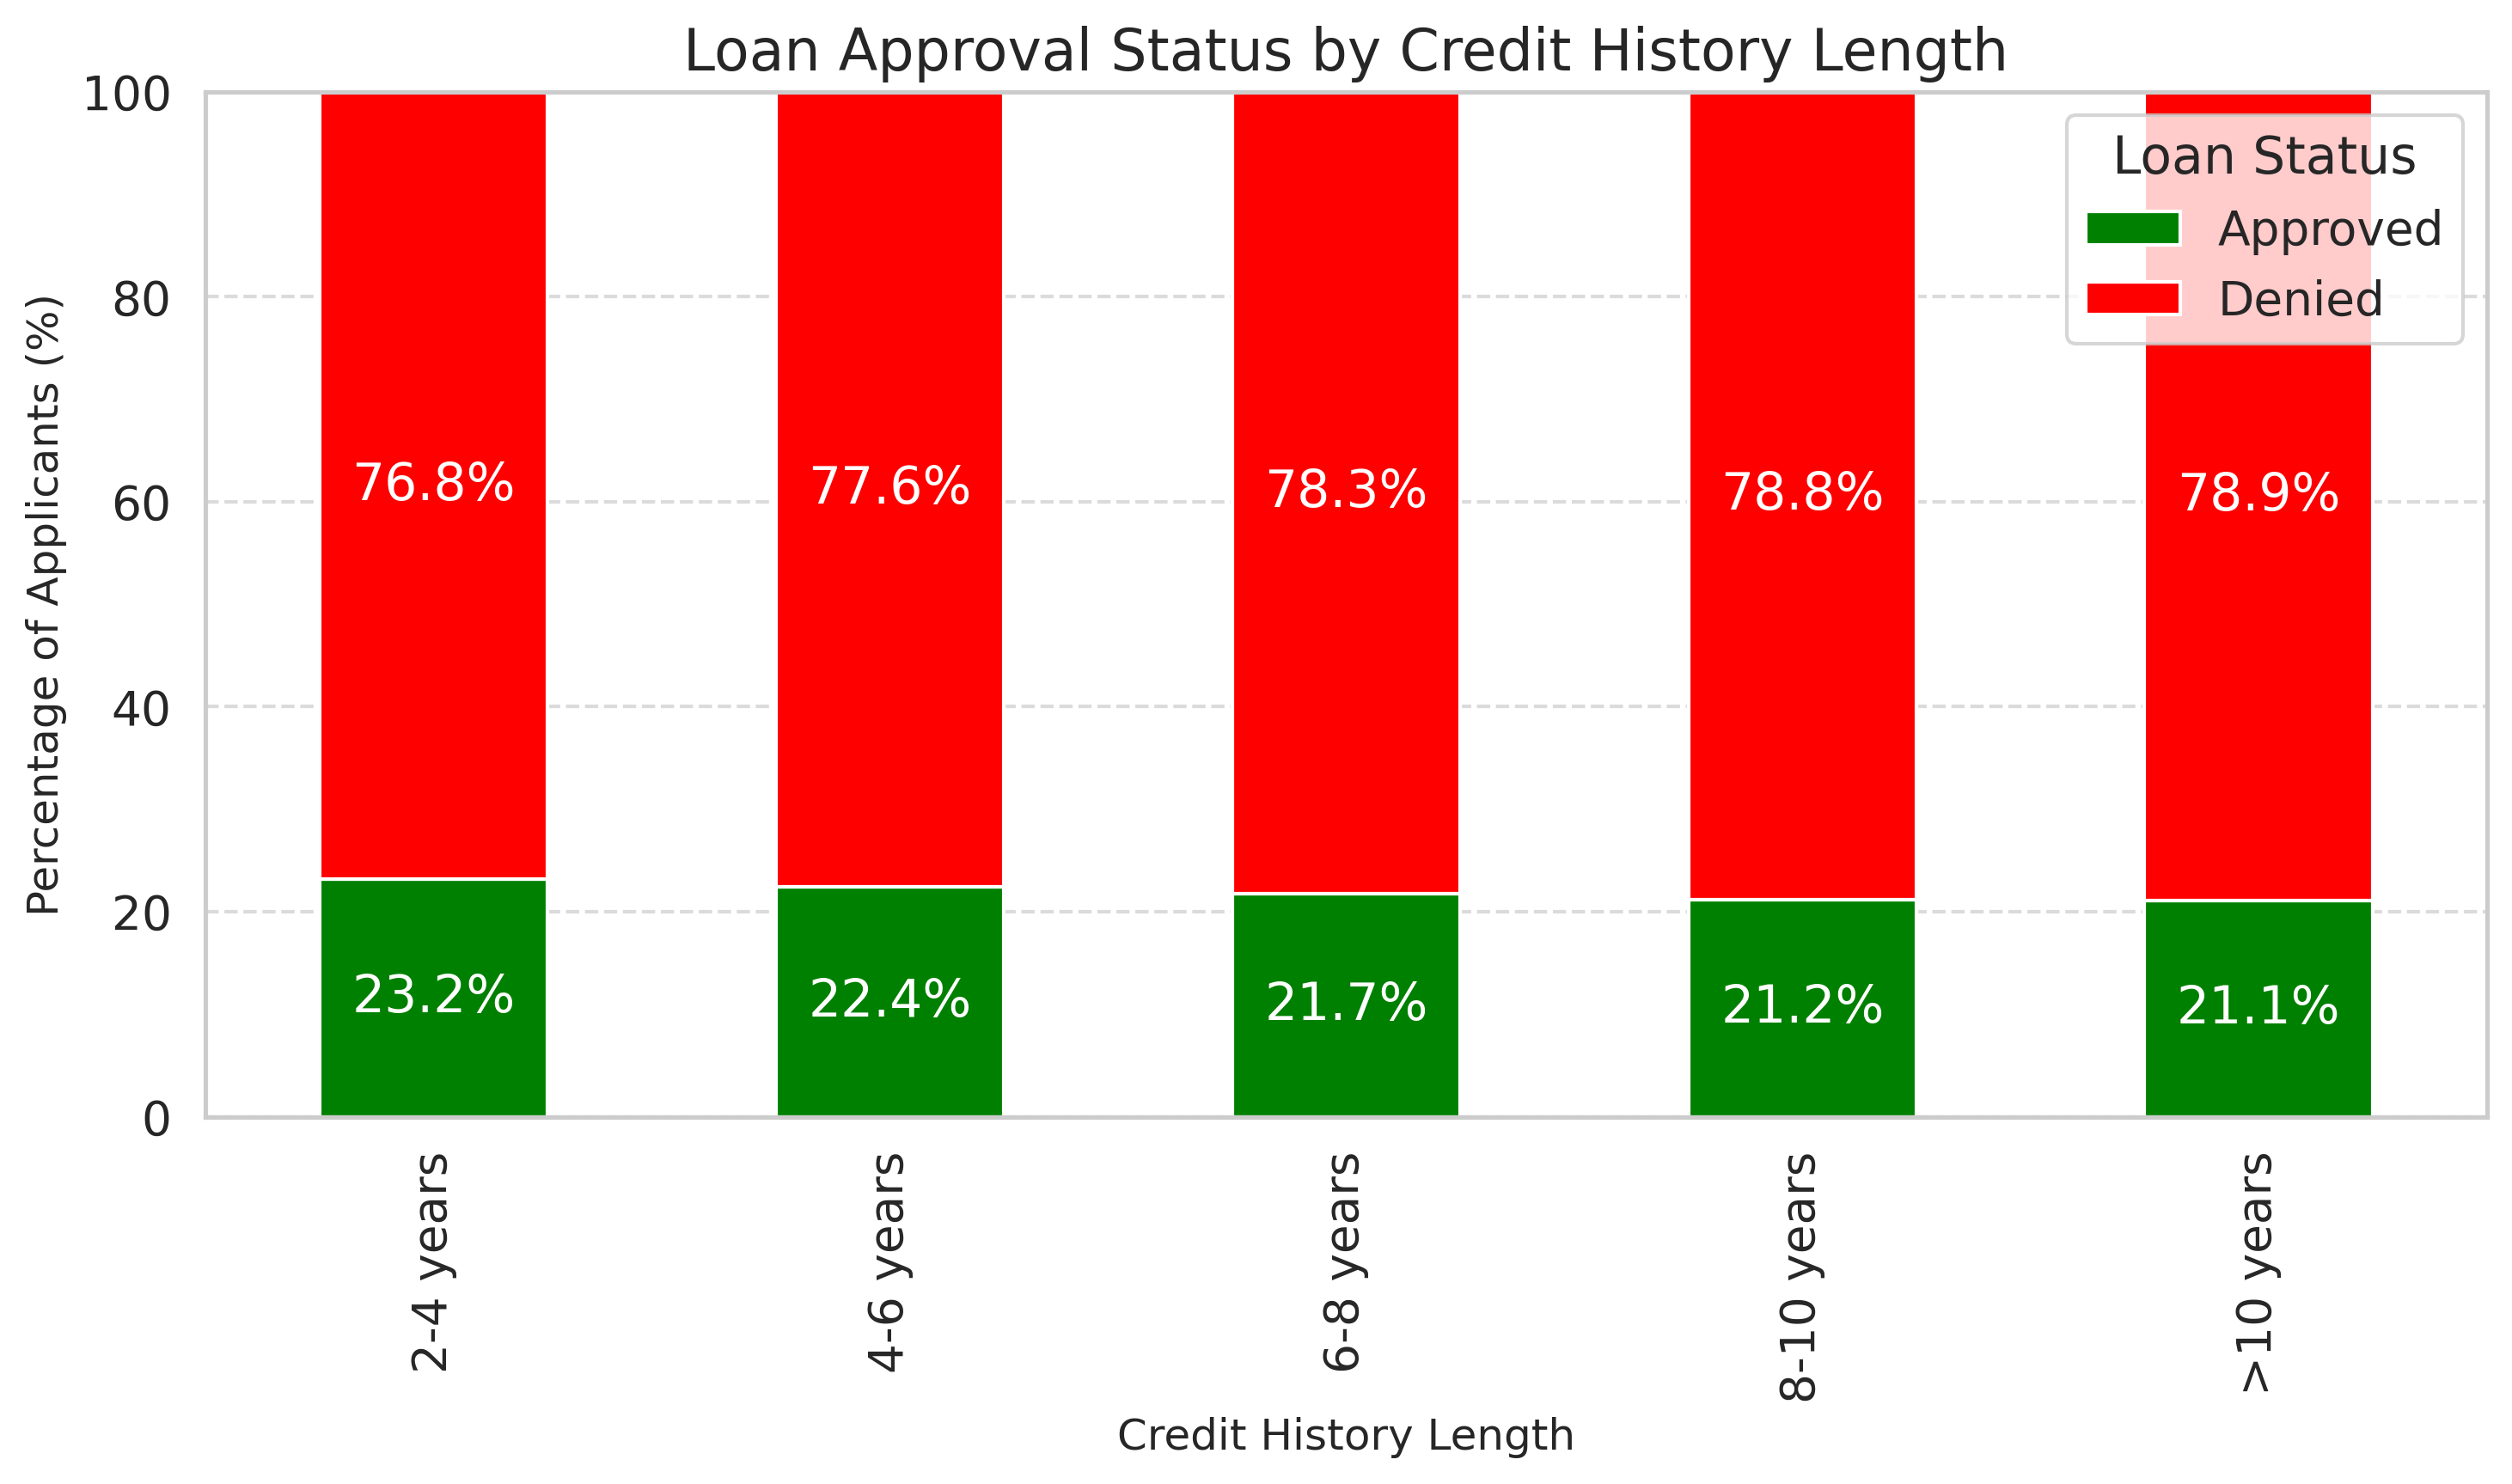 Loan Approval Status by Credit History Length
Percentage of Applicants (%)
100
80
60
40
20
0
Loan Status
Approved
Denied
76.8%
77.6%
78.3%
78.8%
78.9%
23.2%
22.4%
21.7%
21.2%
21.1%
2-4 years
4-6 years
6-8 years
8-10 years
>10 years
Credit History Length